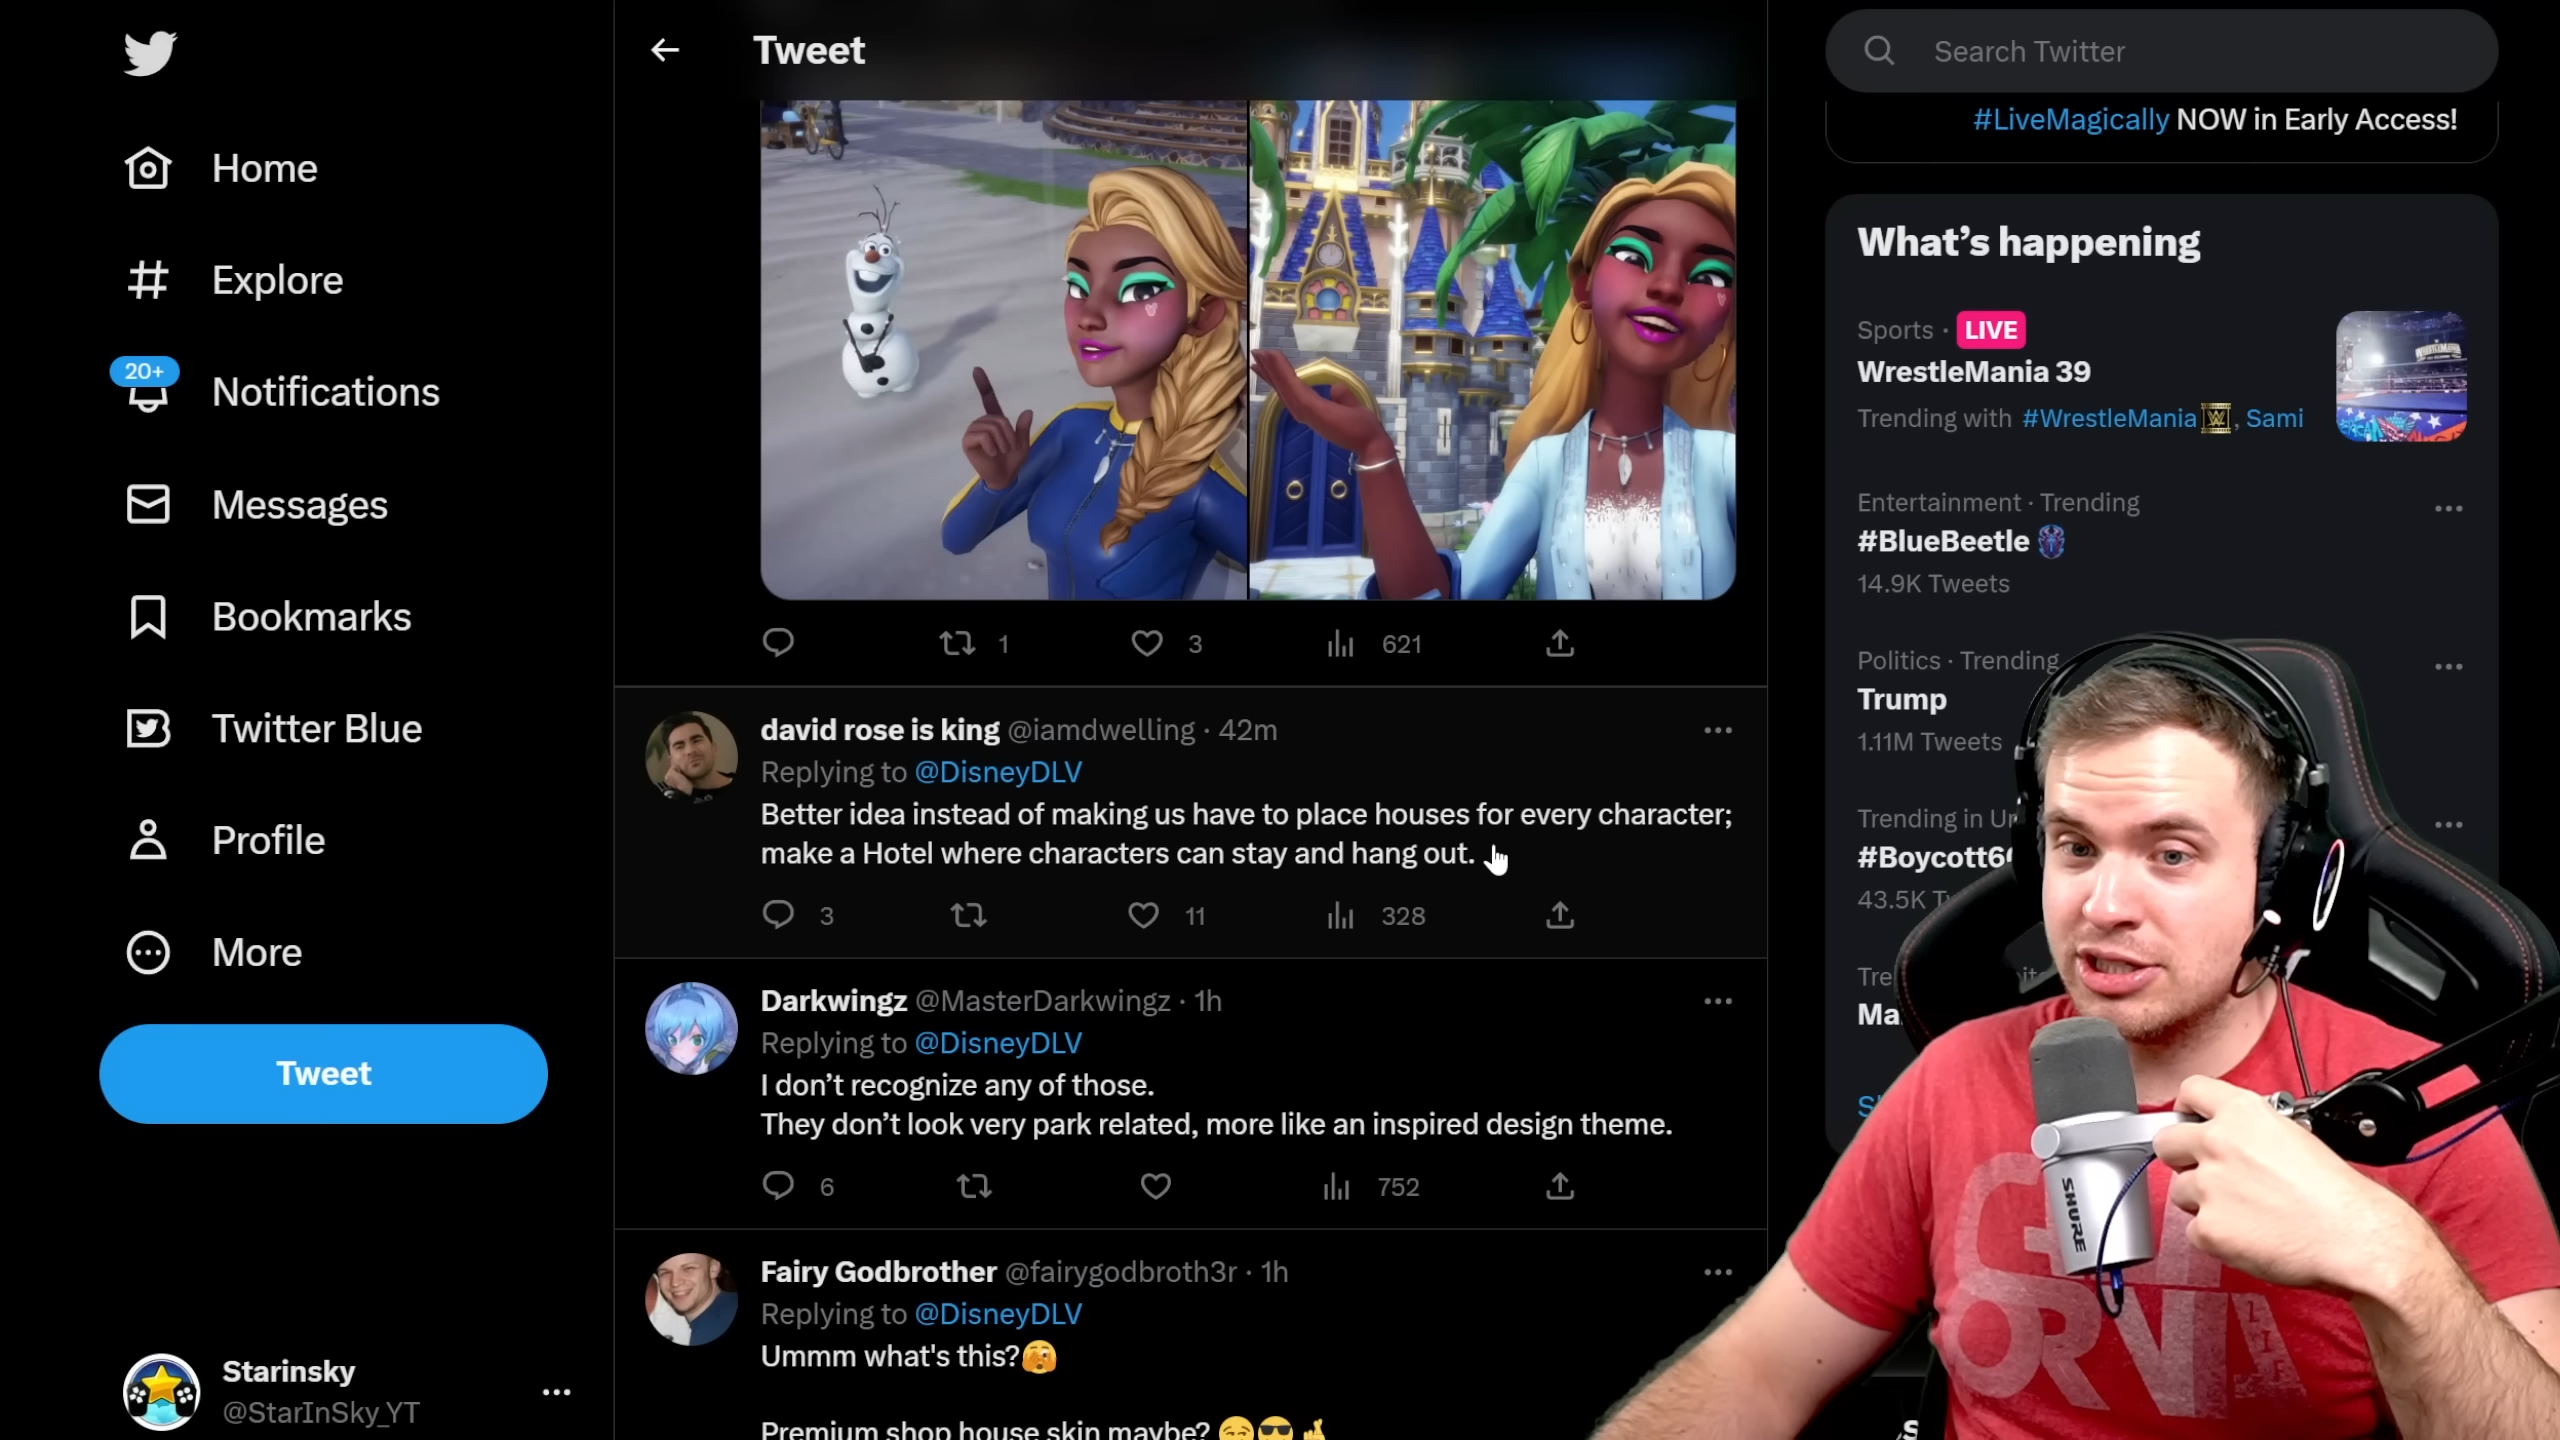 Home
Explore
20+
Notifications
Messages
Bookmarks
Twitter Blue
Profile
More
Tweet
Starinsky
@StarInSky_YT
Tweet
1
3
621
david rose is king @iamdwelling · 42m
Replying to @DisneyDLV
Better idea instead of making us have to place houses for every character;
make a Hotel where characters can stay and hang out.
3
11
328
Darkwingz @MasterDarkwingz · 1h
Replying to @DisneyDLV
I don’t recognize any of those.
They don’t look very park related, more like an inspired design theme.
6
752
Fairy Godbrother @fairygodbroth3r · 1h
Replying to @DisneyDLV
Ummm what's this?🫣
Premium shop house skin maybe? 😏😎🤞
Search Twitter
#LiveMagically NOW in Early Access!
What’s happening
Sports · LIVE
WrestleMania 39
Trending with #WrestleMania, Sami
Entertainment · Trending
#BlueBeetle
14.9K Tweets
Politics · Trending
Trump
1.11M Tweets
Trending in
43.5K
SHURE